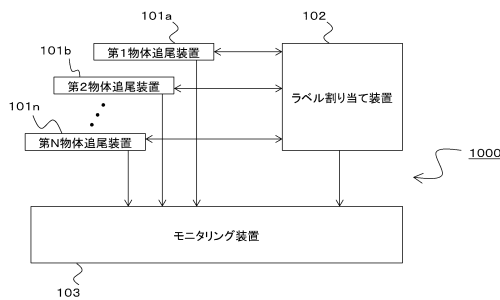 101a
102
101b
第1物体追尾装置
第2物体追尾装置
ラベル割り当て装置
101n
第N物体追尾装置
1000
モニタリング装置
103